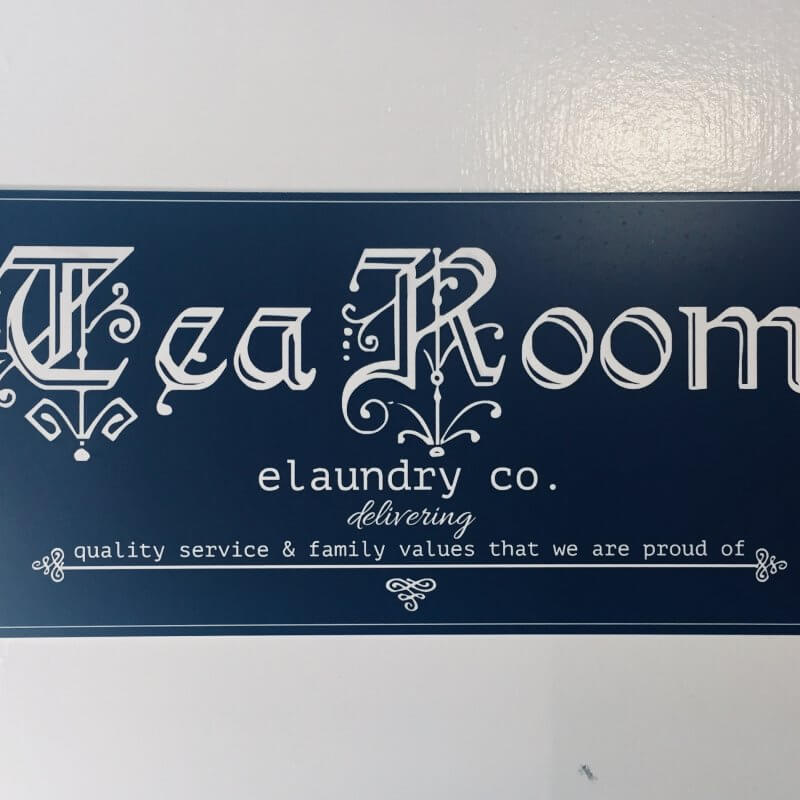 Tea Room
elaundry co.
delivering
quality service & family values that we are proud of